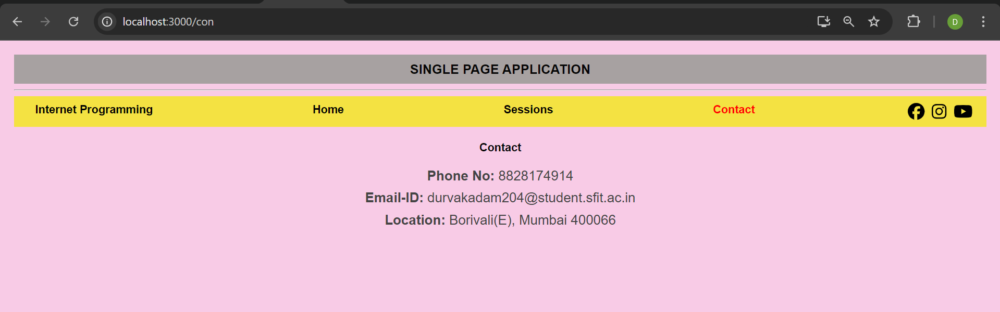 localhost:3000/con
D
SINGLE PAGE APPLICATION
Internet Programming Home Sessions Contact
Contact
Phone No: 8828174914
Email-ID: durvakadam204@student.sfit.ac.in
Location: Borivali(E), Mumbai 400066